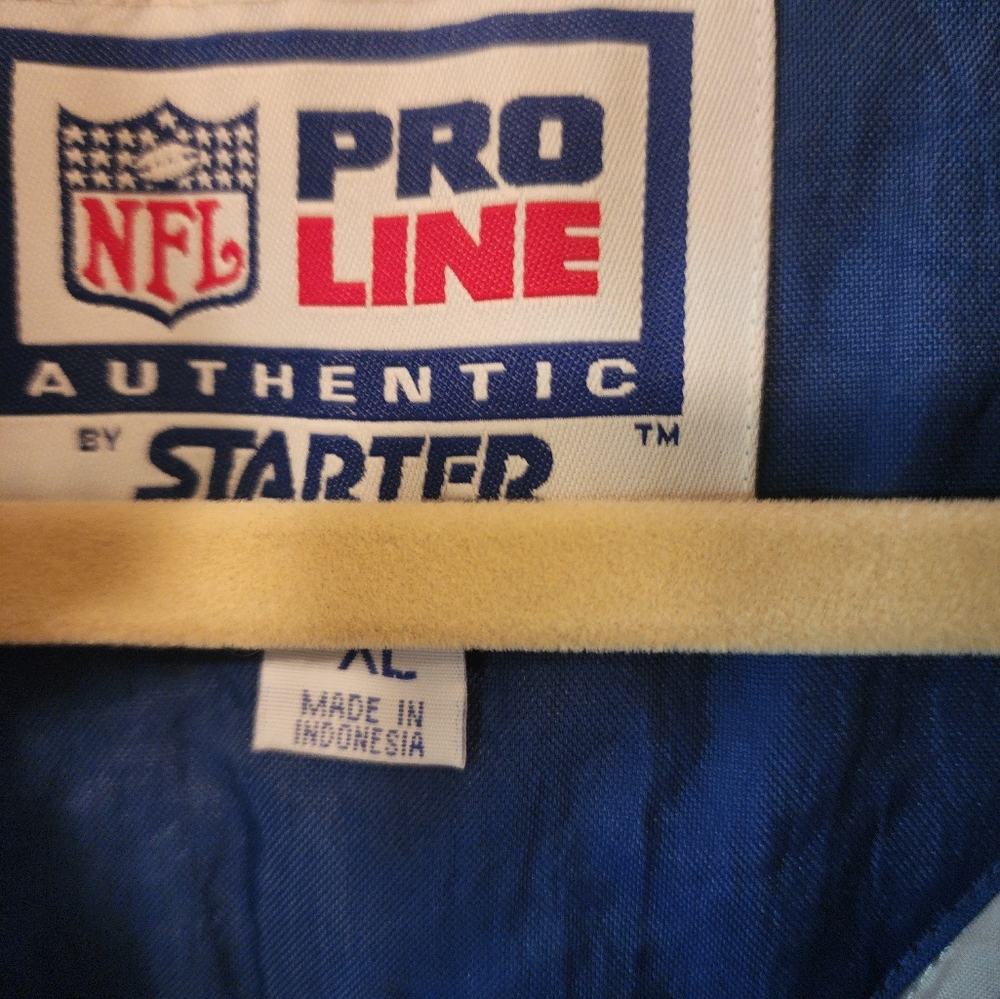 NFL
PRO
LINE
AUTHENTIC
BY STARTER TM
XL
MADE IN
INDONESIA